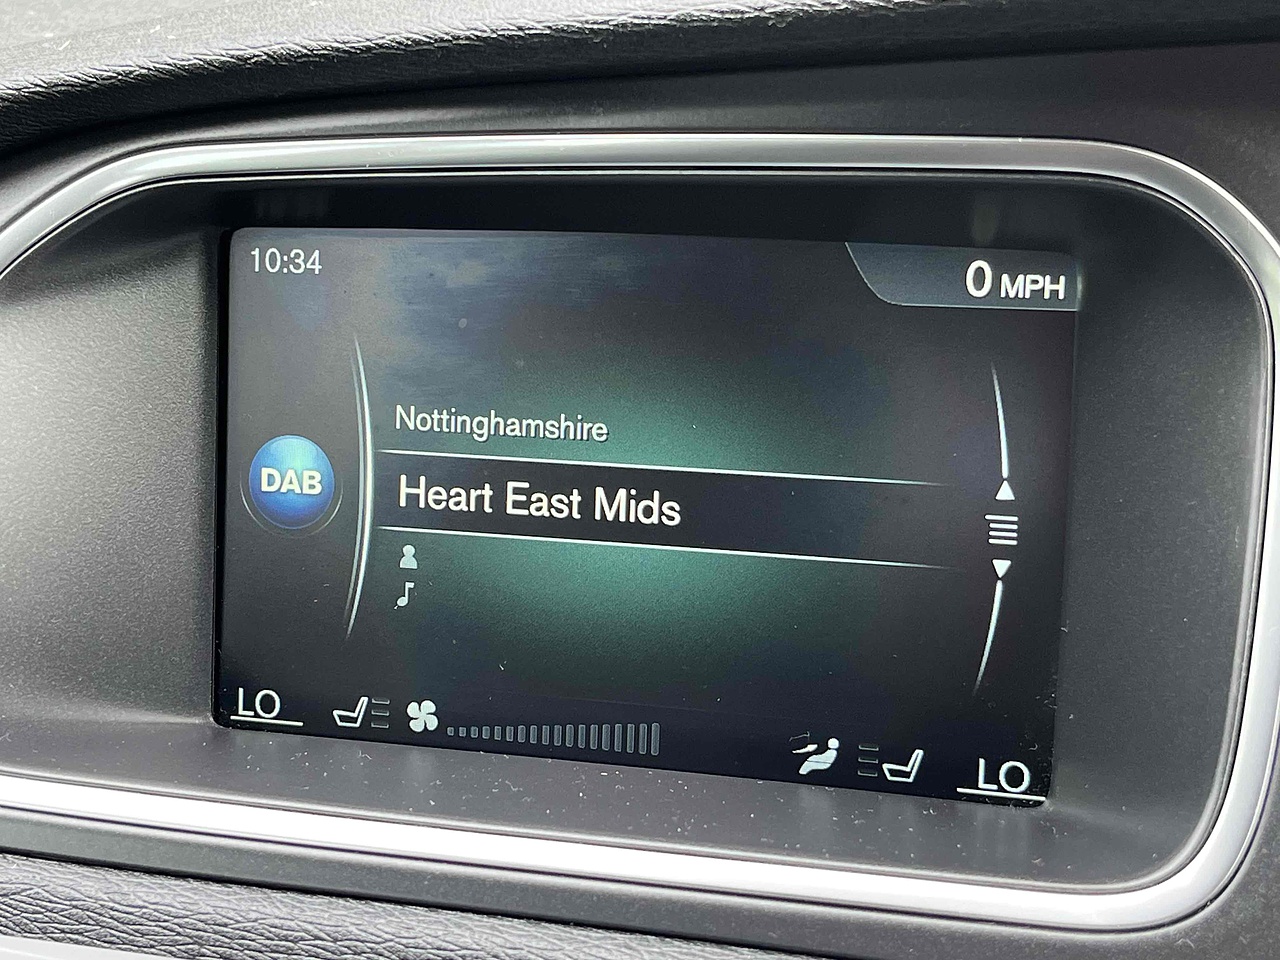 10:34
0 MPH
Nottinghamshire
DAB
Heart East Mids
LO
LO